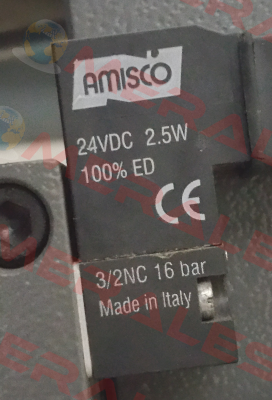 AMISCO
24VDC 2.5W
100% ED
CE
3/2NC 16 bar
Made in Italy